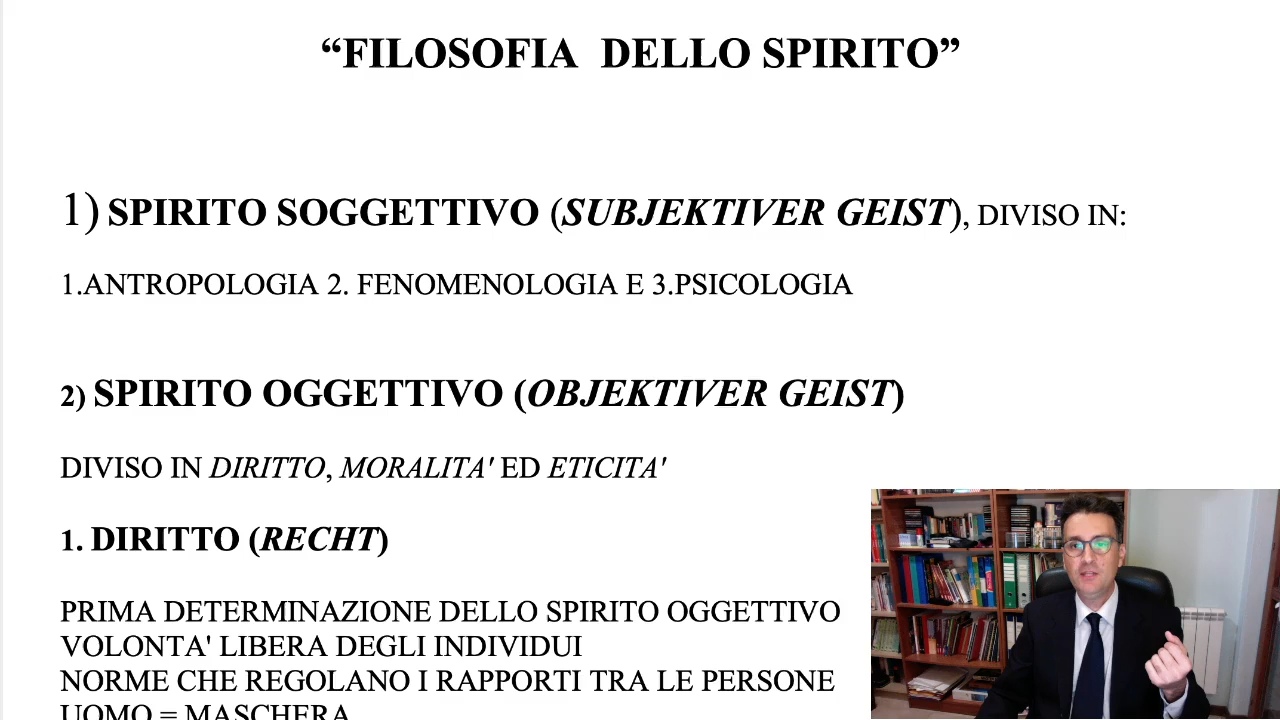 “FILOSOFIA DELLO SPIRITO”
1) SPIRITO SOGGETTIVO (SUBJEKTIVER GEIST), DIVISO IN:
1.ANTROPOLOGIA 2. FENOMENOLOGIA E 3.PSICOLOGIA
2) SPIRITO OGGETTIVO (OBJEKTIVER GEIST)
DIVISO IN DIRITTO, MORALITA' ED ETICITA'
1. DIRITTO (RECHT)
PRIMA DETERMINAZIONE DELLO SPIRITO OGGETTIVO
VOLONTA' LIBERA DEGLI INDIVIDUI
NORME CHE REGOLANO I RAPPORTI TRA LE PERSONE
UOMO = MASCHERA